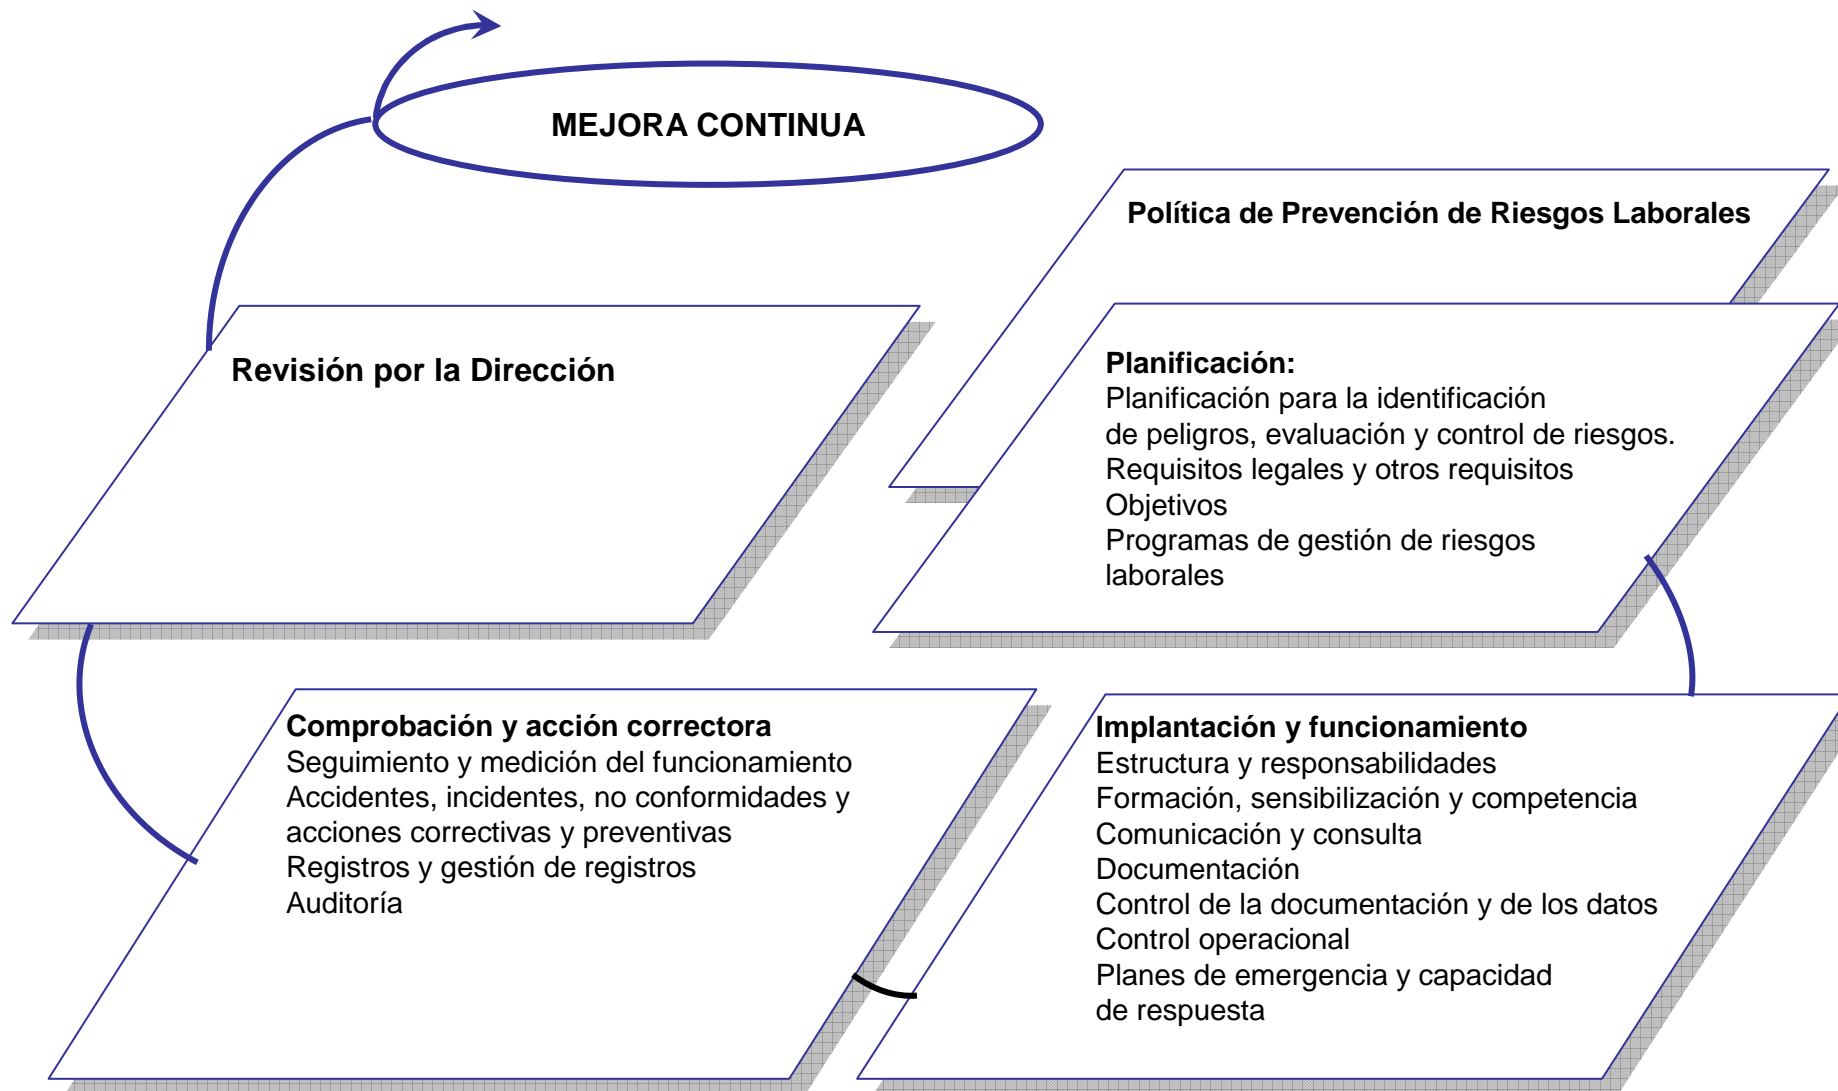 MEJORA CONTINUA
Política de Prevención de Riesgos Laborales
Revisión por la Dirección
Planificación:
Planificación para la identificación
de peligros, evaluación y control de riesgos.
Requisitos legales y otros requisitos
Objetivos
Programas de gestión de riesgos
laborales
Comprobación y acción correctora
Seguimiento y medición del funcionamiento
Accidentes, incidentes, no conformidades y
acciones correctivas y preventivas
Registros y gestión de registros
Auditoría
Implantación y funcionamiento
Estructura y responsabilidades
Formación, sensibilización y competencia
Comunicación y consulta
Documentación
Control de la documentación y de los datos
Control operacional
Planes de emergencia y capacidad
de respuesta